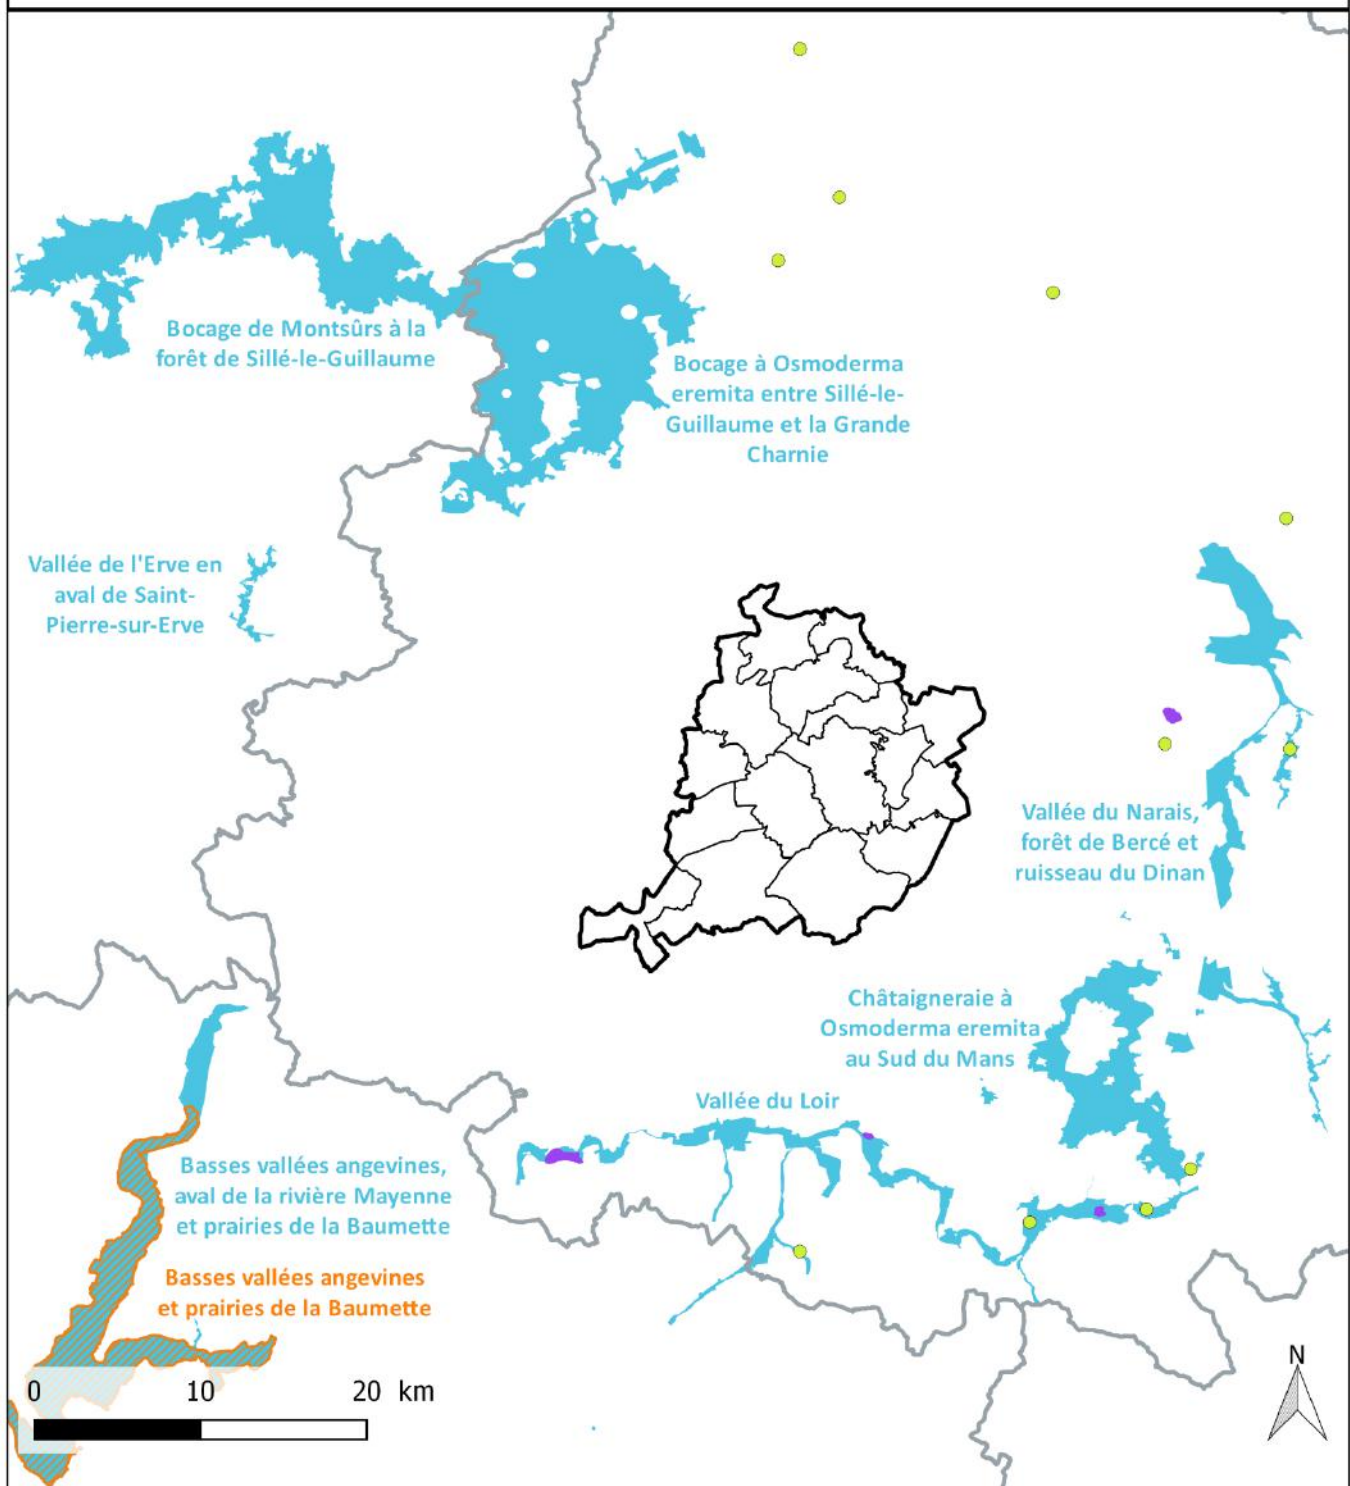 Bocage de Montsûrs à la
forêt de Sillé-le-Guillaume
Bocage à Osmoderma
eremita entre Sillé-le-
Guillaume et la Grande
Charnie
Vallée de l'Erve en
aval de Saint-
Pierre-sur-Erve
Vallée du Narais,
forêt de Bercé et
ruisseau du Dinan
Châtaigneraie à
Osmoderma eremita
au Sud du Mans
Vallée du Loir
Basses vallées angevines,
aval de la rivière Mayenne
et prairies de la Baumette
Basses vallées angevines
et prairies de la Baumette
0 10 20 km
N